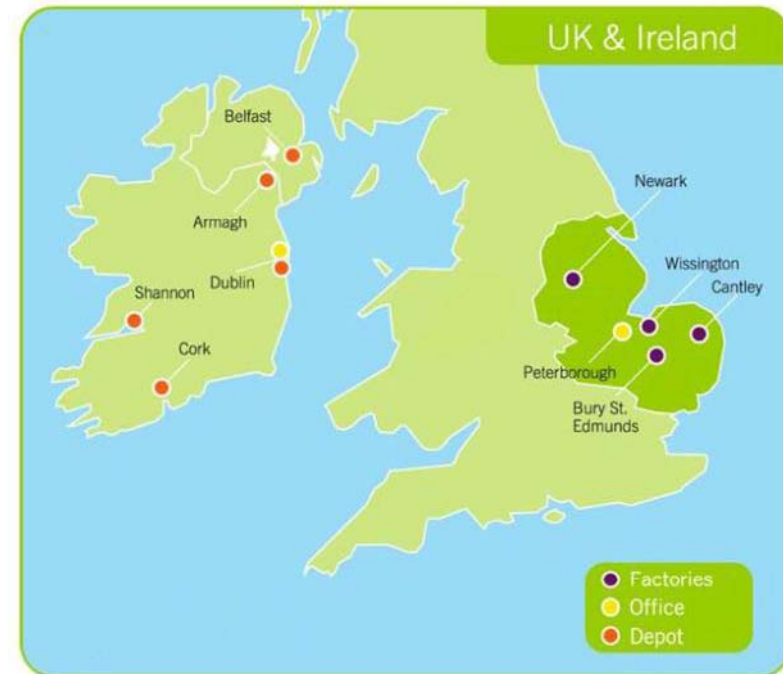 UK & Ireland
Belfast
Newark
Armagh
Wissington
Dublin
Cantley
Shannon
Cork
Peterborough
Bury St.
Edmunds
Factories
Office
Depot